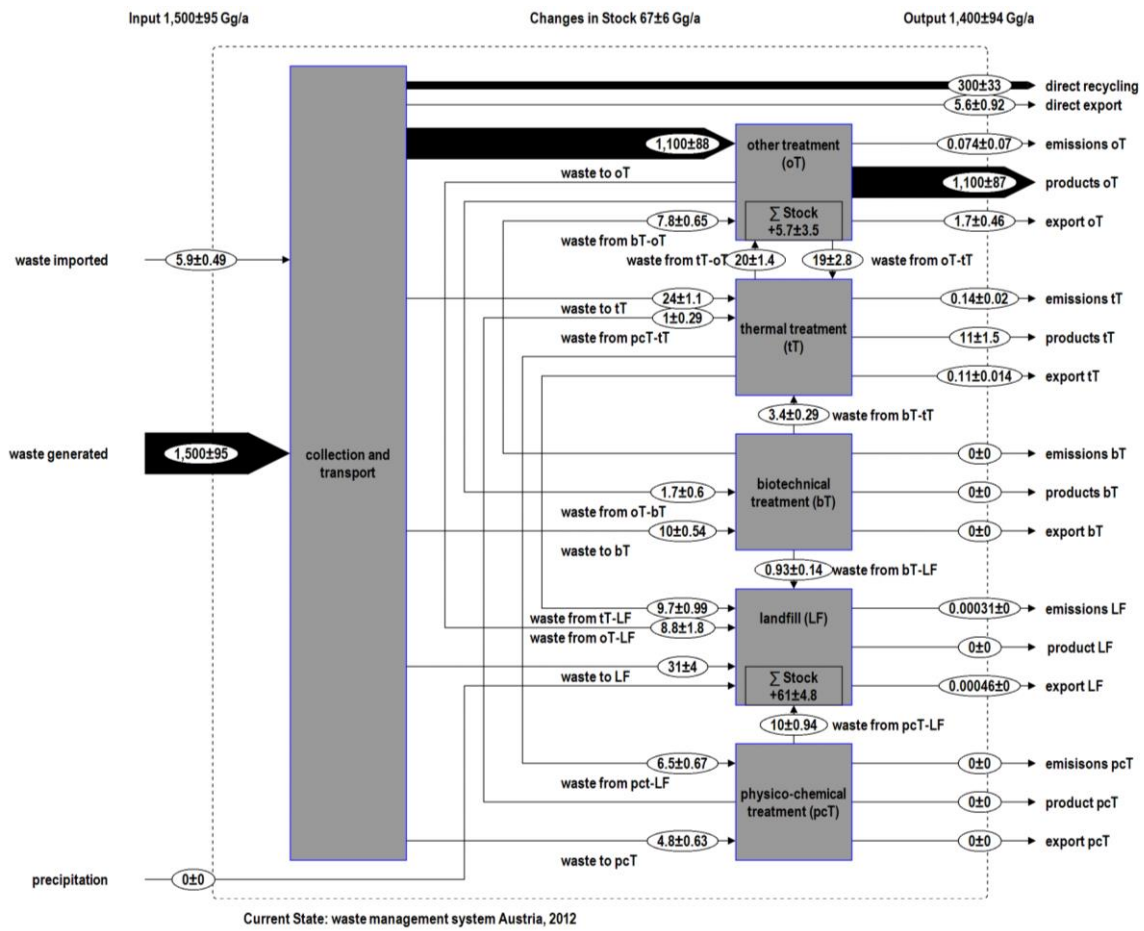 Input 1,500±95 Gg/a
Changes in Stock 67±6 Gg/a
Output 1,400±94 Gg/a
300±33
direct recycling
5.6±0.92
direct export
1,100±88
other treatment
(oT)
0.074±0.07
emissions oT
waste to oT
1,100±87
products oT
7.8±0.65
∑ Stock
+5.7±3.5
1.7±0.46
export oT
waste from bT-oT
waste imported
5.9±0.49
waste from tT-oT
20±1.4
19±2.8
waste from oT-tT
24±1.1
0.14±0.02
emissions tT
waste to tT
1±0.29
thermal treatment
(tT)
waste from pcT-tT
11±1.5
products tT
0.11±0.014
export tT
3.4±0.29
waste from bT-tT
waste generated
1,500±95
collection and
transport
0±0
emissions bT
biotechnical
treatment (bT)
1.7±0.6
0±0
products bT
waste from oT-bT
10±0.54
0±0
export bT
waste to bT
0.93±0.14
waste from bT-LF
9.7±0.99
landfill (LF)
0.00031±0
emissions LF
waste from tT-LF
8.8±1.8
waste from oT-LF
0±0
product LF
31±4
waste to LF
∑ Stock
+61±4.8
0.00046±0
export LF
10±0.94
waste from pcT-LF
6.5±0.67
0±0
emisisons pcT
waste from pct-LF
physico-chemical
treatment (pcT)
0±0
product pcT
4.8±0.63
0±0
export pcT
waste to pcT
precipitation
0±0
Current State: waste management system Austria, 2012